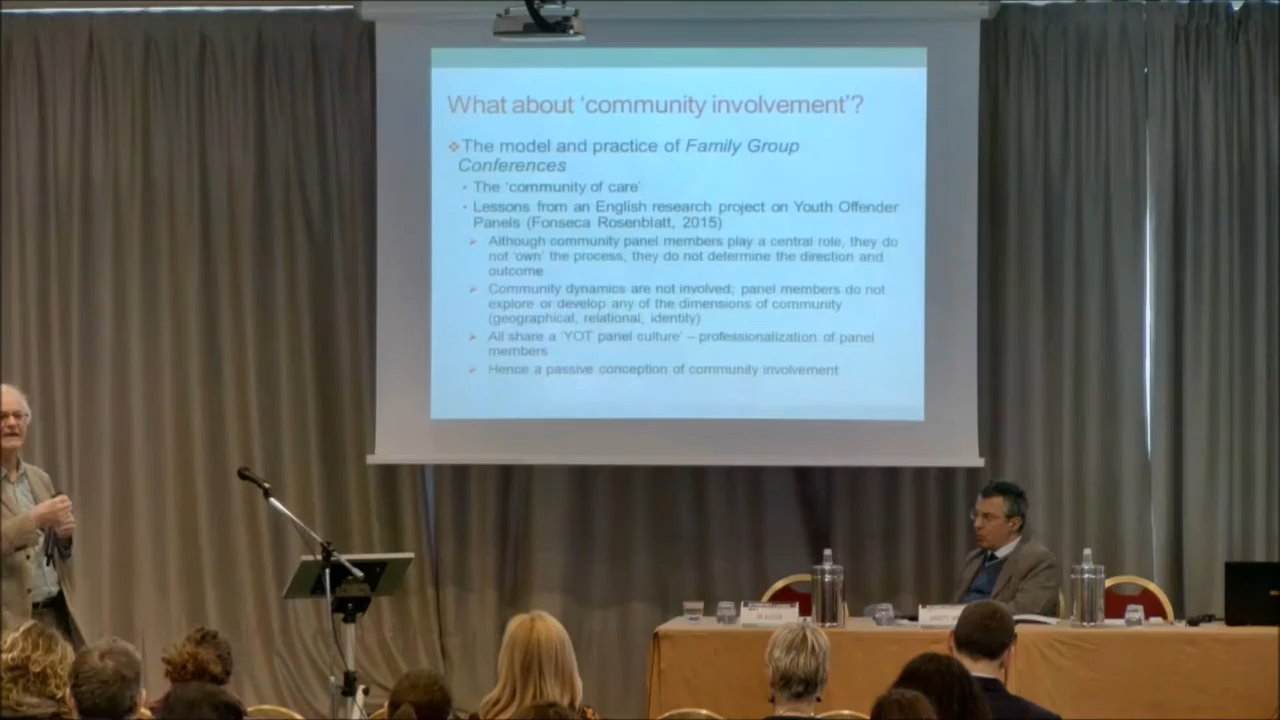 What about ‘community involvement’?
❖The model and practice of Family Group
Conferences
• The ‘community of care’
• Lessons from an English research project on Youth Offender
Panels (Fonseca Rosenblatt, 2015)
➢ Although community panel members play a central role, they do
not ‘own’ the process, they do not determine the direction and
outcome
➢ Community dynamics are not involved; panel members do not
explore or develop any of the dimensions of community
(geographical, relational, identity)
➢ All share a ‘YOT panel culture’ – professionalization of panel
members
➢ Hence a passive conception of community involvement